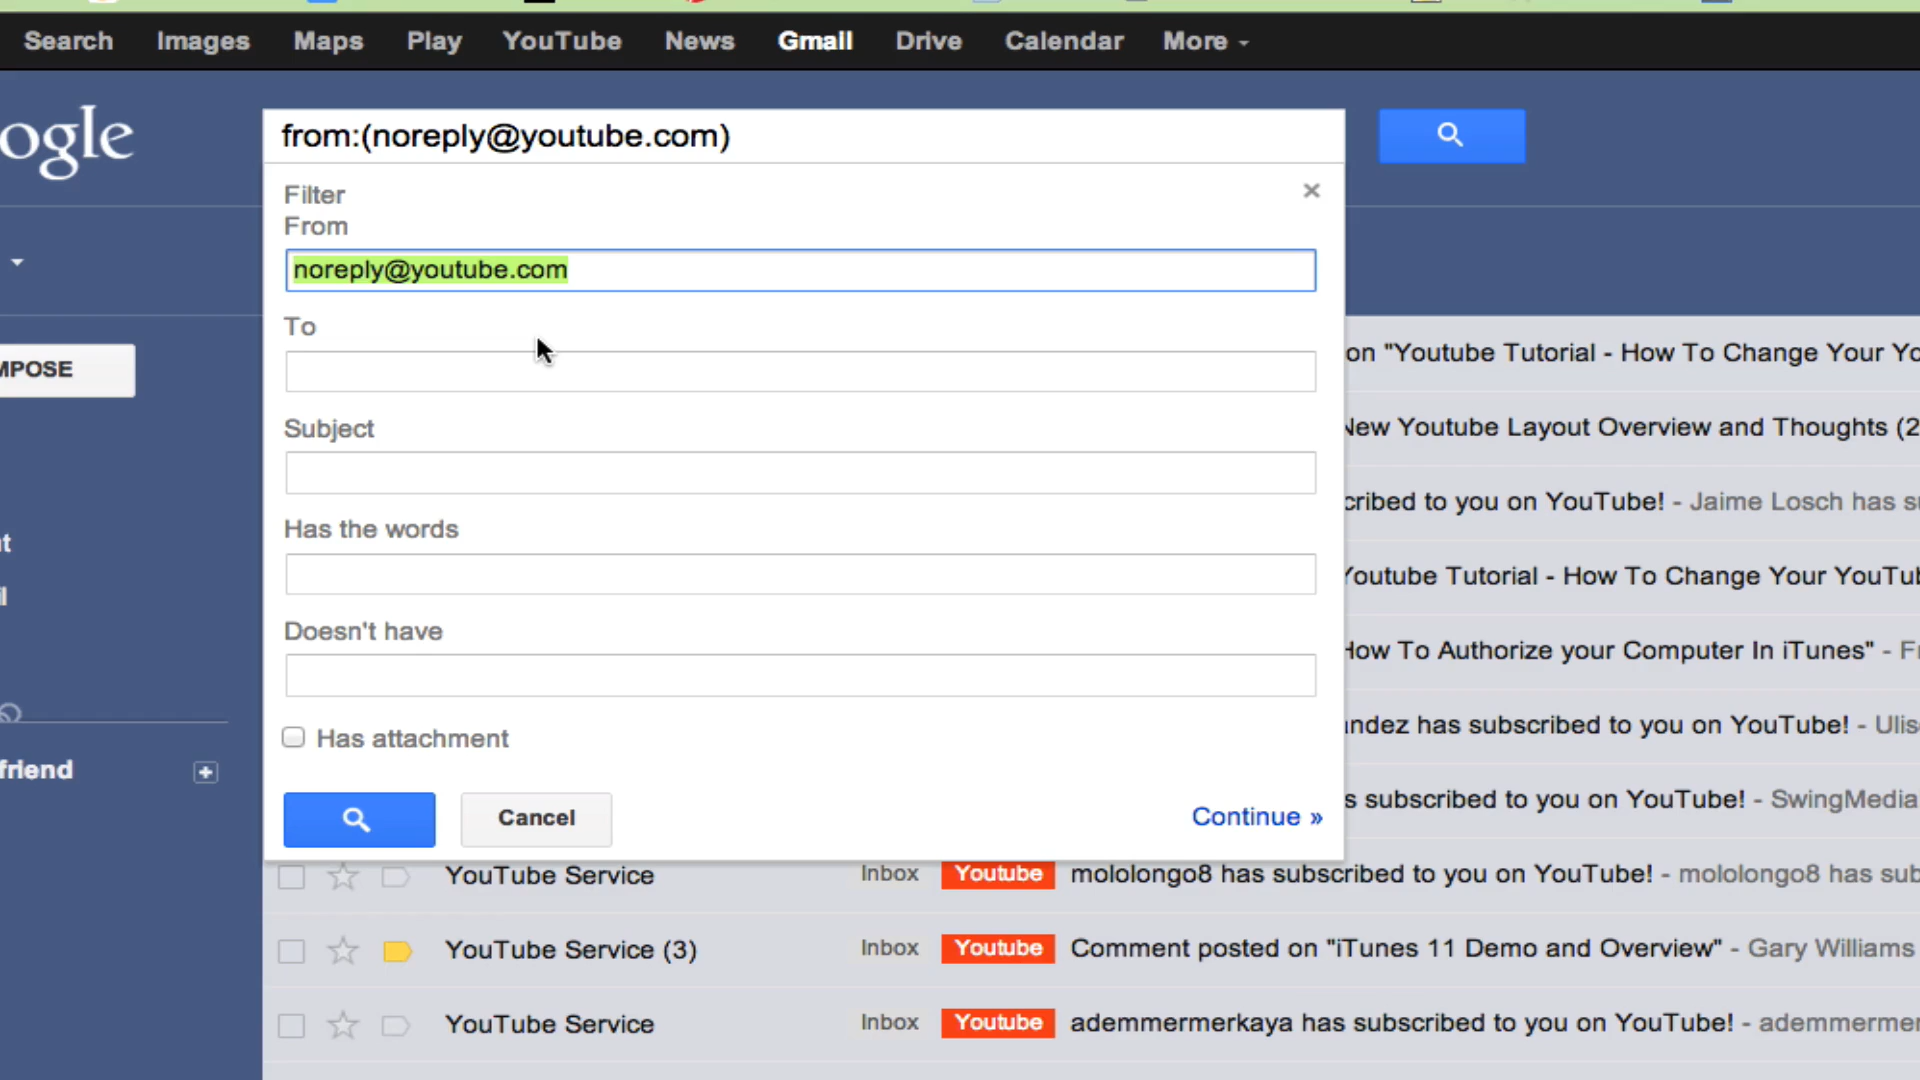 Search Images Maps Play YouTube News Gmail Drive Calendar More
ogle
from:(noreply@youtube.com)
Filter
From
noreply@youtube.com
To
on "Youtube Tutorial - How To Change Your Yo
MPOSE
Subject
New Youtube Layout Overview and Thoughts (2
cribed to you on YouTube! - Jaime Losch has s
Has the words
t
Youtube Tutorial - How To Change Your YouTub
Doesn't have
How To Authorize your Computer In iTunes" - F
ndez has subscribed to you on YouTube! - Ulis
Has attachment
friend
s subscribed to you on YouTube! - SwingMedia
Cancel
Continue »
YouTube Service Inbox Youtube mololongo8 has subscribed to you on YouTube! - mololongo8 has sub
YouTube Service (3) Inbox Youtube Comment posted on "iTunes 11 Demo and Overview" - Gary Williams
YouTube Service Inbox Youtube ademmermerkaya has subscribed to you on YouTube! - ademmermer